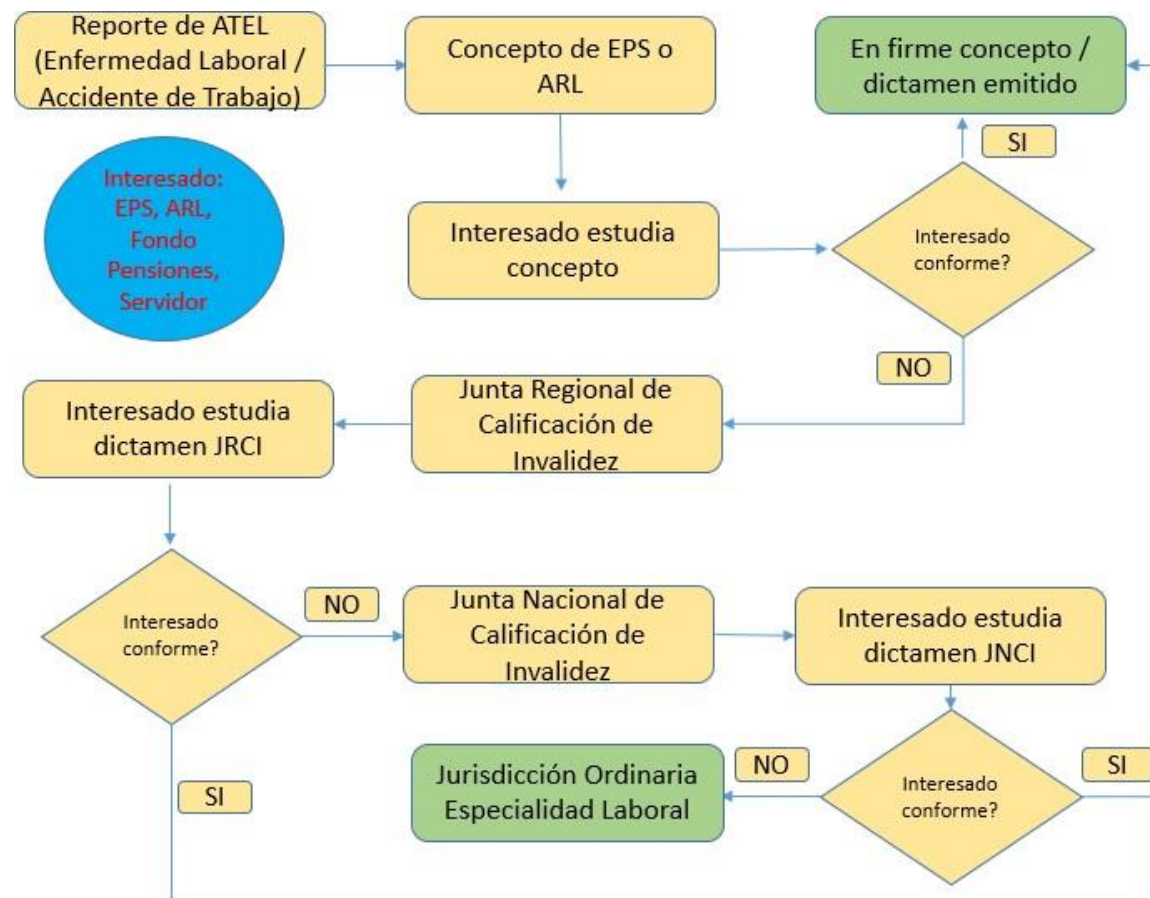 Reporte de ATEL
(Enfermedad Laboral /
Accidente de Trabajo)
Concepto de EPS o
ARL
En firme concepto /
dictamen emitido
SI
Interesado:
EPS, ARL,
Fondo
Pensiones,
Servidor
Interesado estudia
concepto
Interesado
conforme?
NO
Junta Regional de
Calificación de
Invalidez
Interesado estudia
dictamen JRCI
Interesado
conforme?
NO
Junta Nacional de
Calificación de
Invalidez
Interesado estudia
dictamen JNCI
SI
Jurisdicción Ordinaria
Especialidad Laboral
NO
Interesado
conforme?
SI